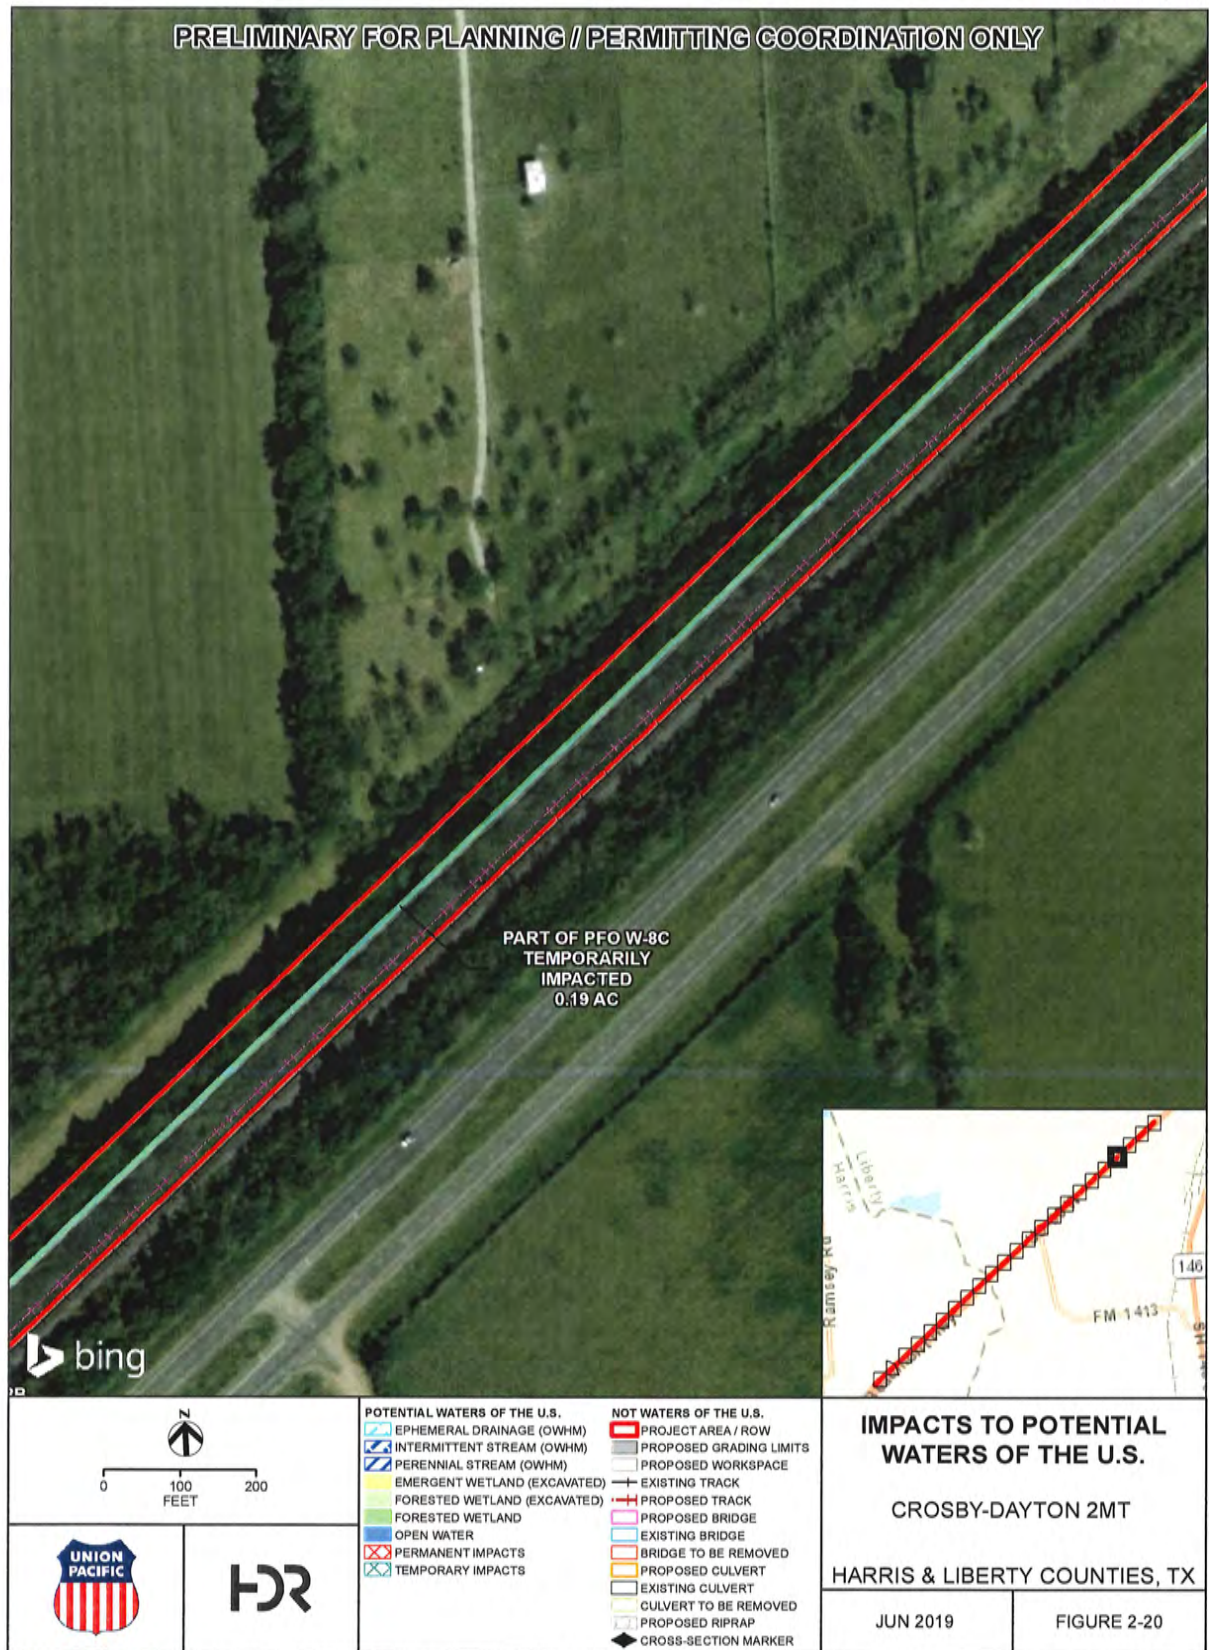 PRELIMINARY FOR PLANNING / PERMITTING COORDINATION ONLY
PART OF PFO W-8C
TEMPORARILY
IMPACTED
0.19 AC
bing
Liberty
Harris
Ramsey Rd
FM 1413
146
N
0 100 200
FEET
UNION
PACIFIC
HDR
POTENTIAL WATERS OF THE U.S.
EPHEMERAL DRAINAGE (OWHM)
INTERMITTENT STREAM (OWHM)
PERENNIAL STREAM (OWHM)
EMERGENT WETLAND (EXCAVATED)
FORESTED WETLAND (EXCAVATED)
FORESTED WETLAND
OPEN WATER
PERMANENT IMPACTS
TEMPORARY IMPACTS
NOT WATERS OF THE U.S.
PROJECT AREA / ROW
PROPOSED GRADING LIMITS
PROPOSED WORKSPACE
EXISTING TRACK
PROPOSED TRACK
PROPOSED BRIDGE
EXISTING BRIDGE
BRIDGE TO BE REMOVED
PROPOSED CULVERT
EXISTING CULVERT
CULVERT TO BE REMOVED
PROPOSED RIPRAP
CROSS-SECTION MARKER
IMPACTS TO POTENTIAL
WATERS OF THE U.S.
CROSBY-DAYTON 2MT
HARRIS & LIBERTY COUNTIES, TX
JUN 2019
FIGURE 2-20